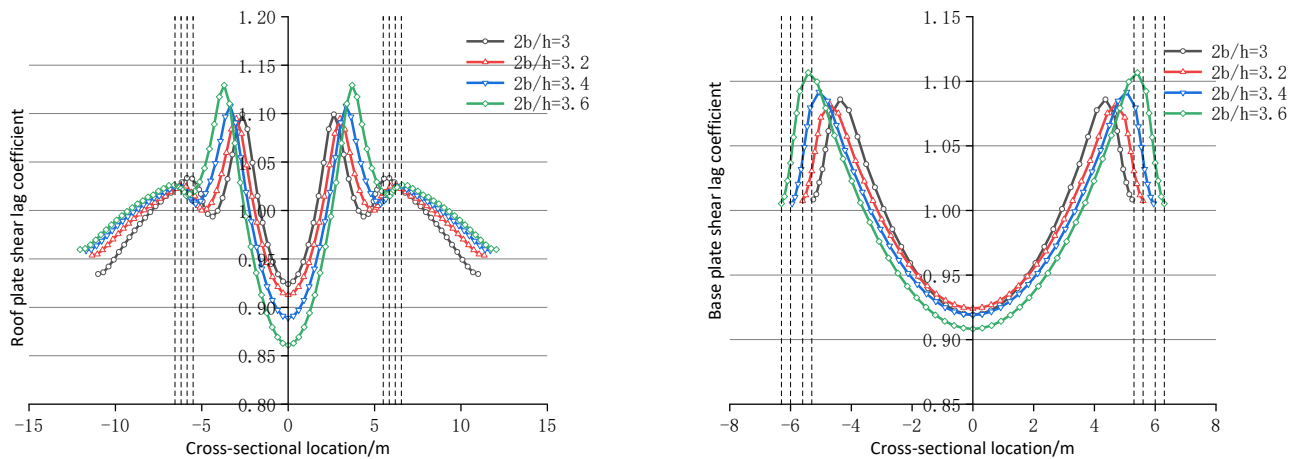 Roof plate shear lag coefficient
1.20
1.15
1.10
1.05
1.00
0.95
0.90
0.85
0.80
2b/h=3
2b/h=3.2
2b/h=3.4
2b/h=3.6
-15
-10
-5
0
5
10
15
Cross-sectional location/m
Base plate shear lag coefficient
1.15
1.10
1.05
1.00
0.95
0.90
0.85
2b/h=3
2b/h=3.2
2b/h=3.4
2b/h=3.6
-8
-6
-4
-2
0
2
4
6
8
Cross-sectional location/m